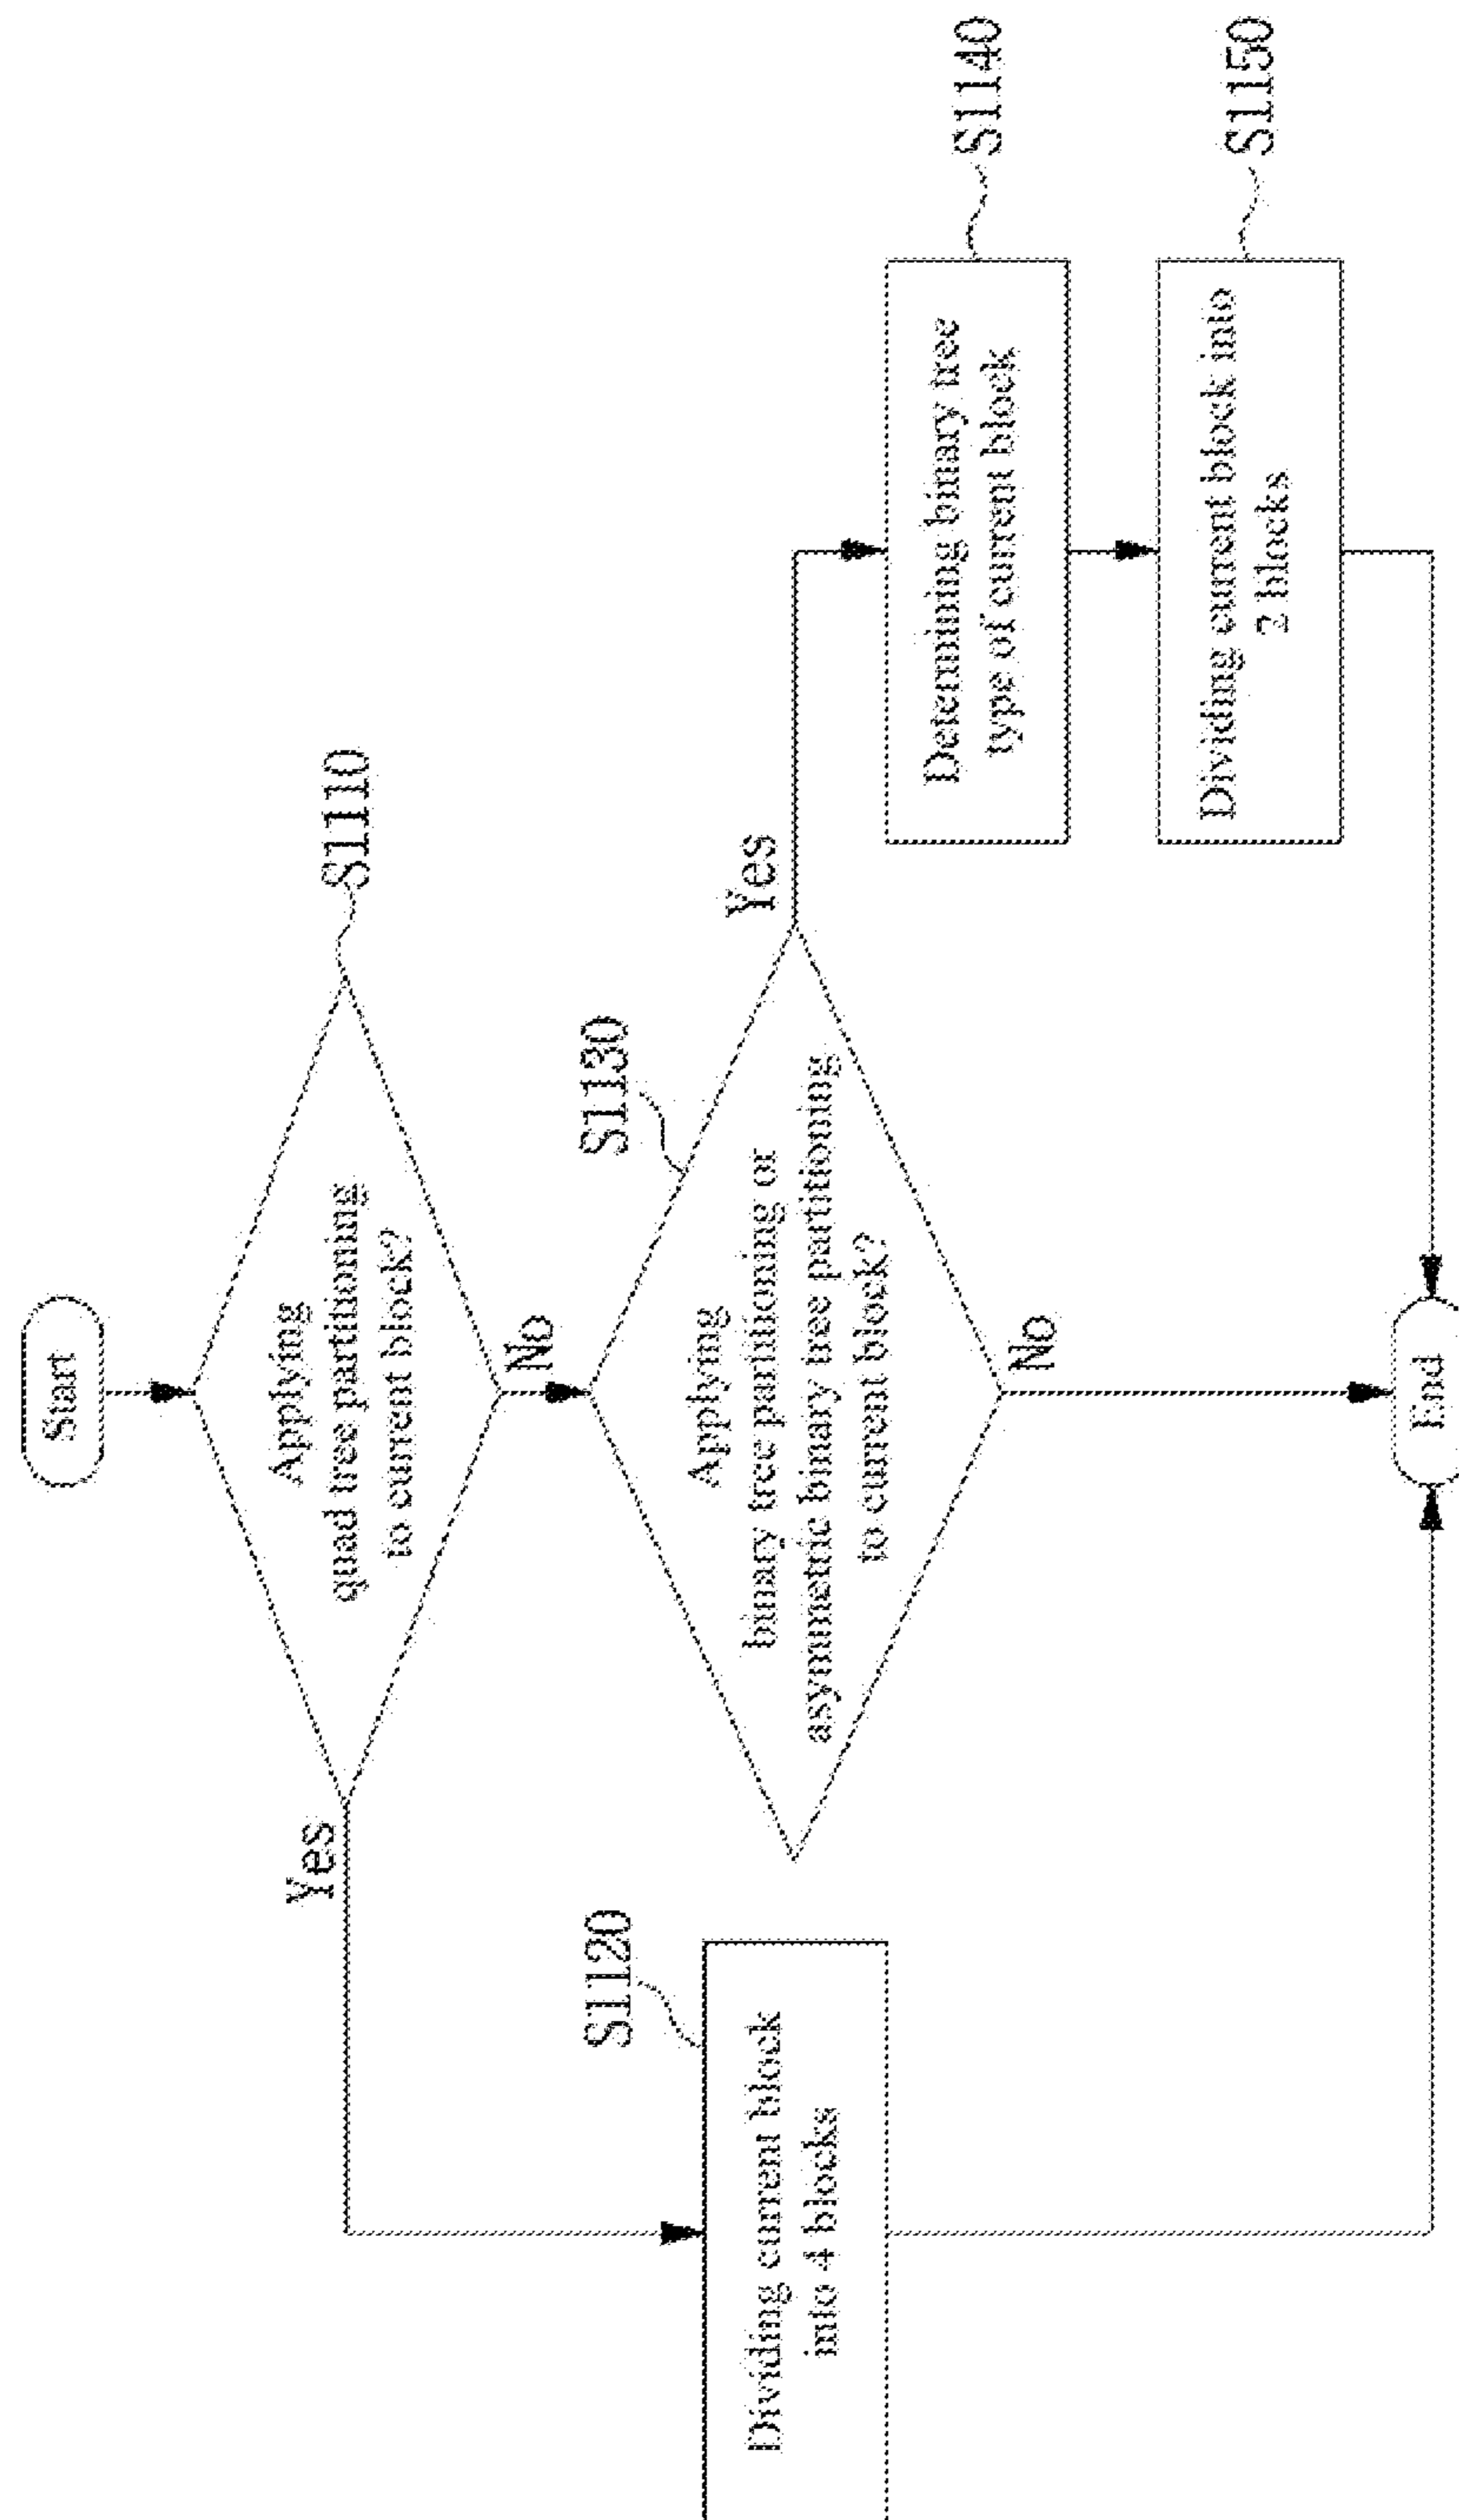 Start
Applying
quad tree partitioning
to current block?
S1110
Yes
No
S1120
Dividing current block
into 4 blocks
S1130
Applying
binary tree partitioning or
asymmetric binary tree partitioning
to current block?
Yes
No
S1140
Determining binary tree
type of current block
S1150
Dividing current block into
2 blocks
End